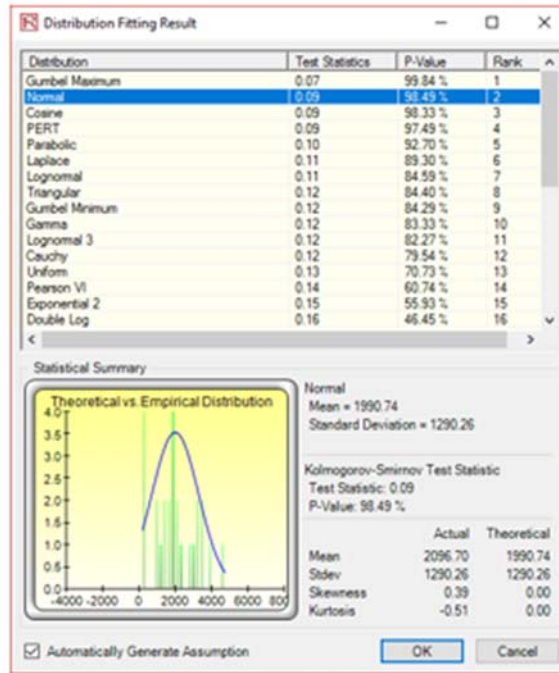 Distribution Fitting Result
Distribution Test Statistics P-Value Rank
Gumbel Maximum 0.07 99.84 % 1
Normal 0.09 98.49 % 2
Cosine 0.09 98.33 % 3
PERT 0.09 97.49 % 4
Parabolic 0.10 92.70 % 5
Laplace 0.11 89.30 % 6
Lognormal 0.11 84.59 % 7
Triangular 0.12 84.40 % 8
Gumbel Minimum 0.12 84.29 % 9
Gamma 0.12 83.33 % 10
Lognormal 3 0.12 82.27 % 11
Cauchy 0.12 79.54 % 12
Uniform 0.13 70.73 % 13
Pearson VI 0.14 60.74 % 14
Exponential 2 0.15 55.93 % 15
Double Log 0.16 46.45 % 16
Statistical Summary
Theoretical vs. Empirical Distribution
4.0
3.5
3.0
2.5
2.0
1.5
1.0
0.5
0.0
-4000 -2000 0 2000 4000 6000 800
Normal
Mean = 1990.74
Standard Deviation = 1290.26
Kolmogorov-Smirnov Test Statistic
Test Statistic: 0.09
P-Value: 98.49 %
Actual Theoretical
Mean 2096.70 1990.74
Stdev 1290.26 1290.26
Skewness 0.39 0.00
Kurtosis -0.51 0.00
Automatically Generate Assumption
OK Cancel